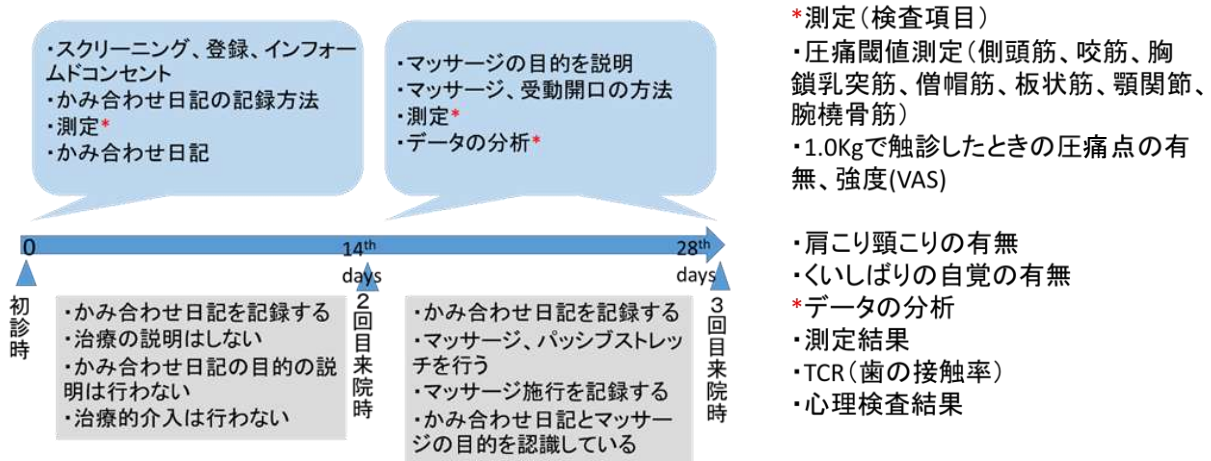 ・スクリーニング、登録、インフォー
ムドコンセント
・かみ合わせ日記の記録方法
・測定*
・かみ合わせ日記
・マッサージの目的を説明
・マッサージ、受動開口の方法
・測定*
・データの分析*
0
14th
days
28th
days
初診時
・かみ合わせ日記を記録する
・治療の説明はしない
・かみ合わせ日記の目的の説
明は行わない
・治療的介入は行わない
2回目来院時
・かみ合わせ日記を記録する
・マッサージ、パッシブストレッ
チを行う
・マッサージ施行を記録する
・かみ合わせ日記とマッサー
ジの目的を認識している
3回目来院時
*測定(検査項目)
・圧痛閾値測定(側頭筋、咬筋、胸
鎖乳突筋、僧帽筋、板状筋、顎関節、
腕橈骨筋)
・1.0Kgで触診したときの圧痛点の有
無、強度(VAS)
・肩こり頸こりの有無
・くいしばりの自覚の有無
*データの分析
・測定結果
・TCR(歯の接触率)
・心理検査結果